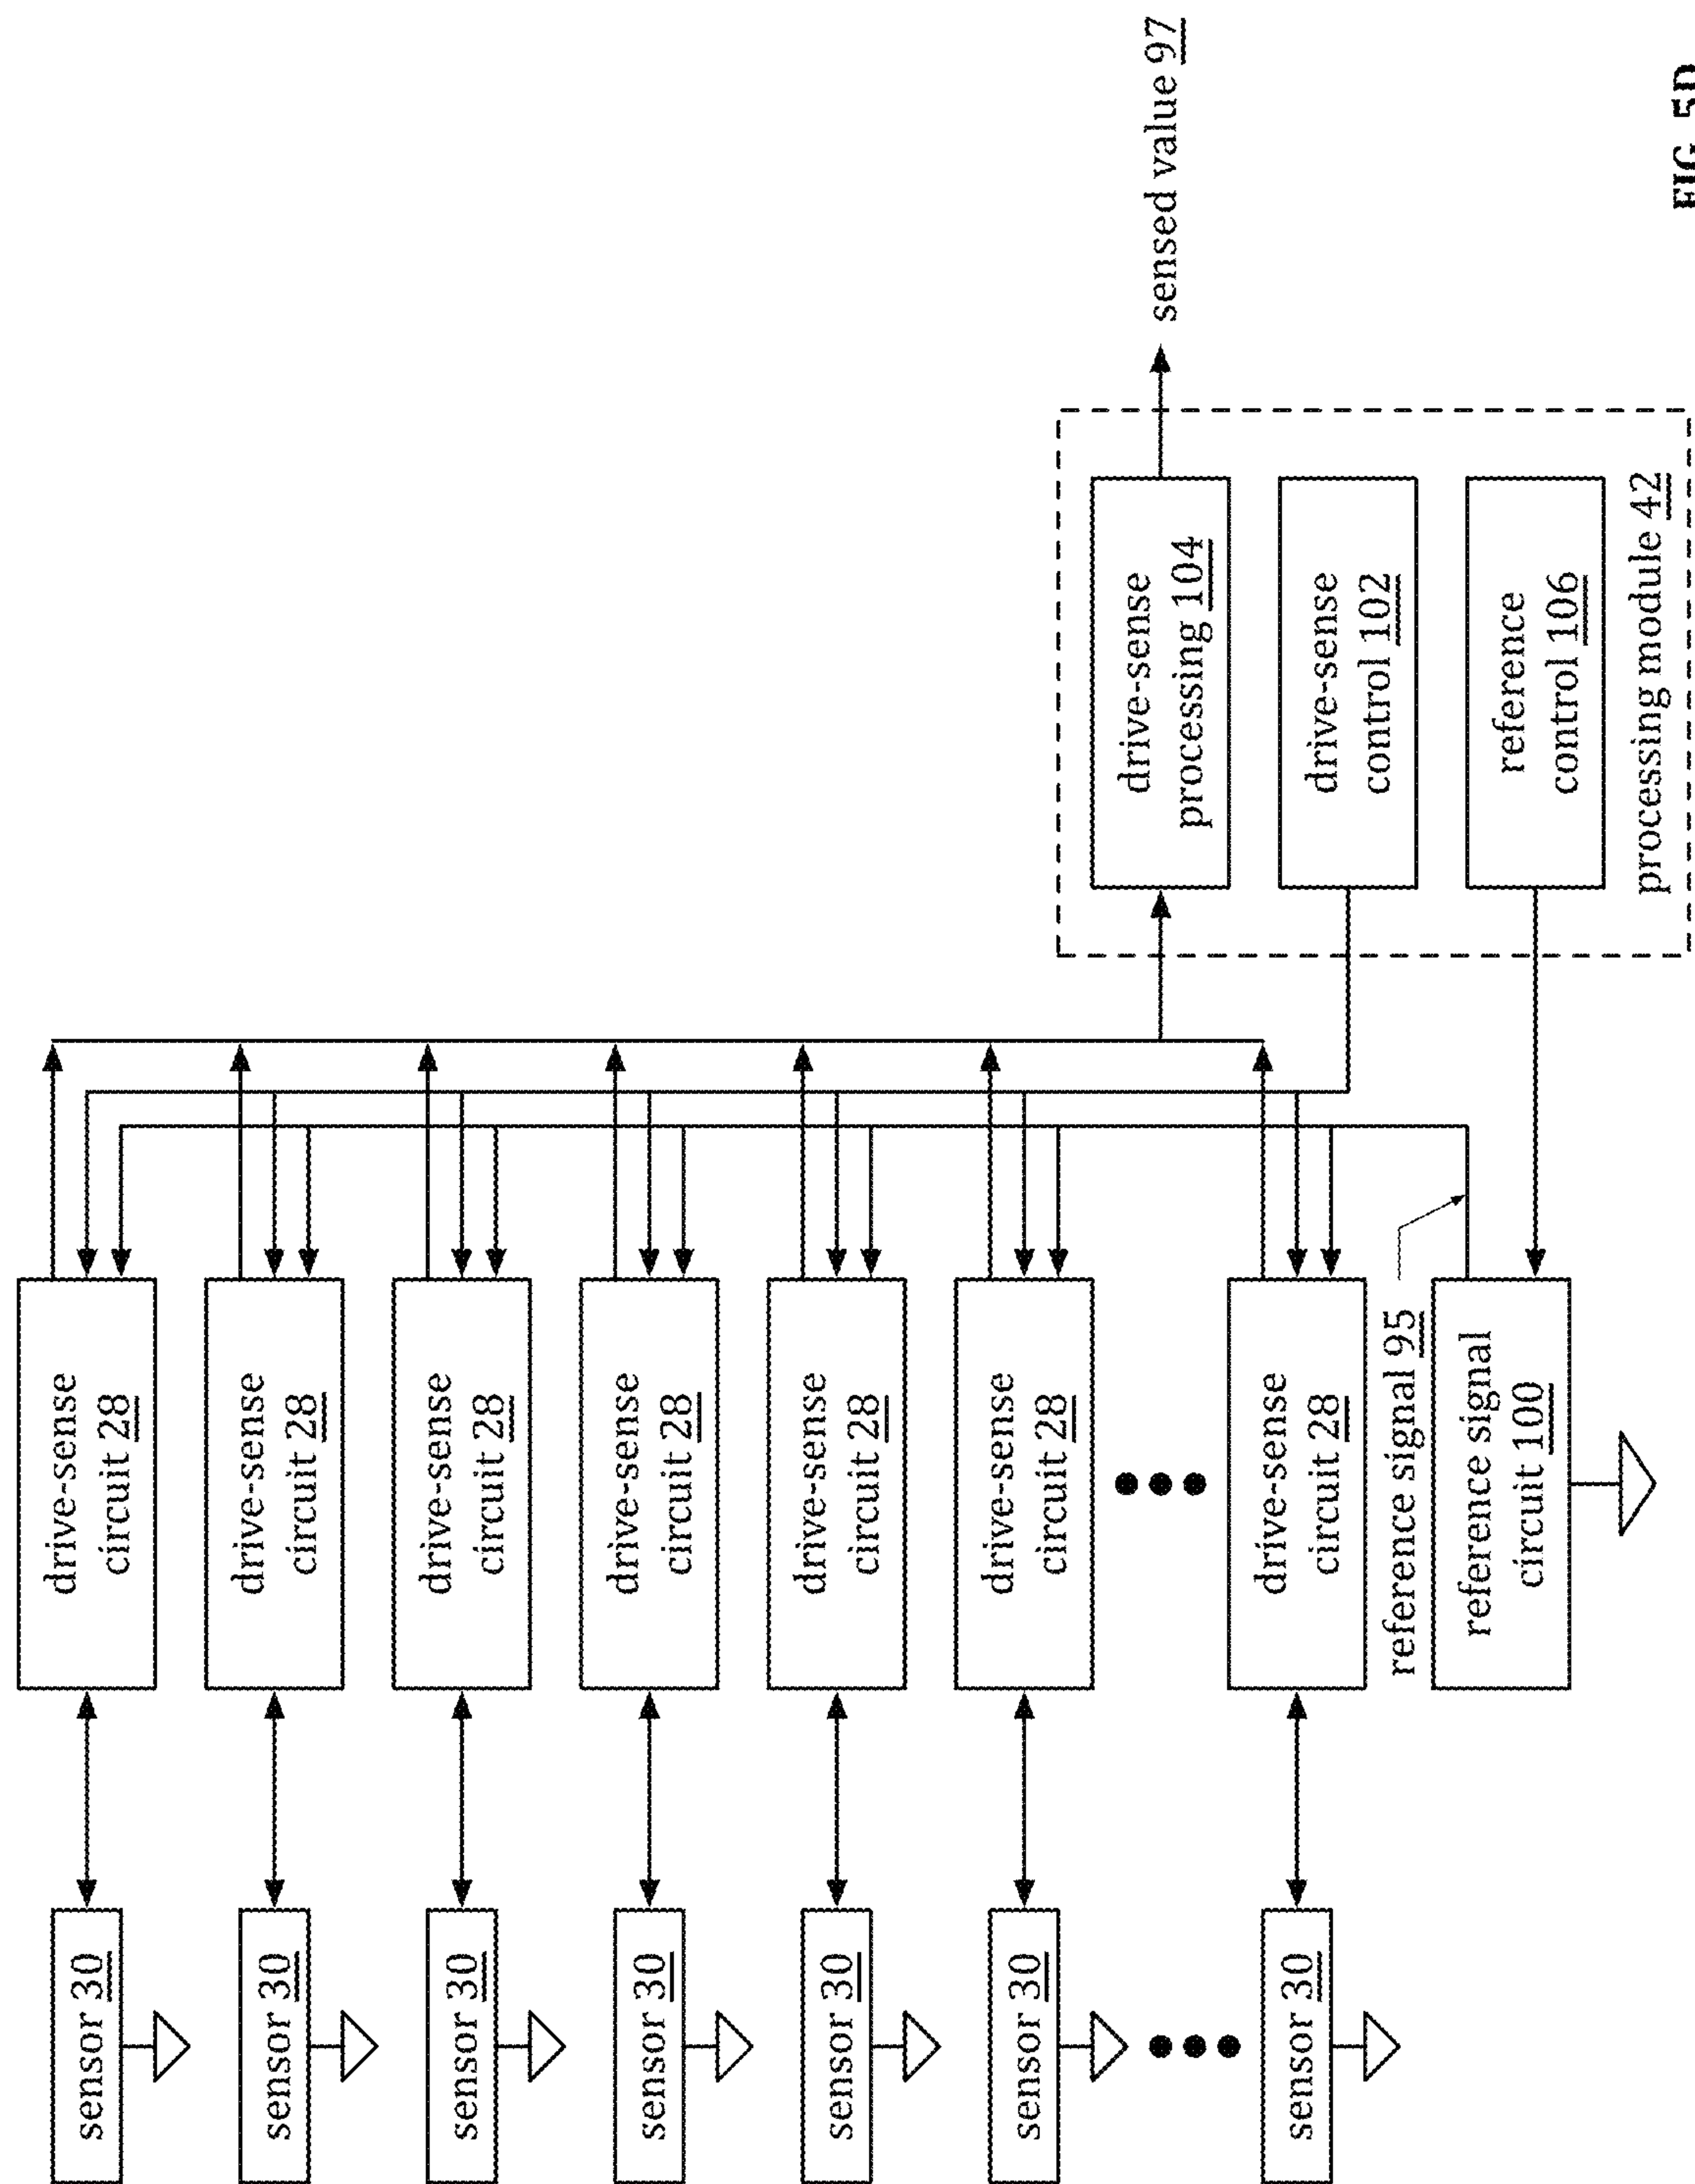 sensor 30
drive-sense
circuit 28
sensor 30
drive-sense
circuit 28
sensor 30
drive-sense
circuit 28
sensor 30
drive-sense
circuit 28
sensor 30
drive-sense
circuit 28
sensor 30
drive-sense
circuit 28
sensor 30
drive-sense
circuit 28
reference signal 95
reference signal
circuit 100
drive-sense
processing 104
drive-sense
control 102
reference
control 106
processing module 42
sensed value 97
FIG. 5D